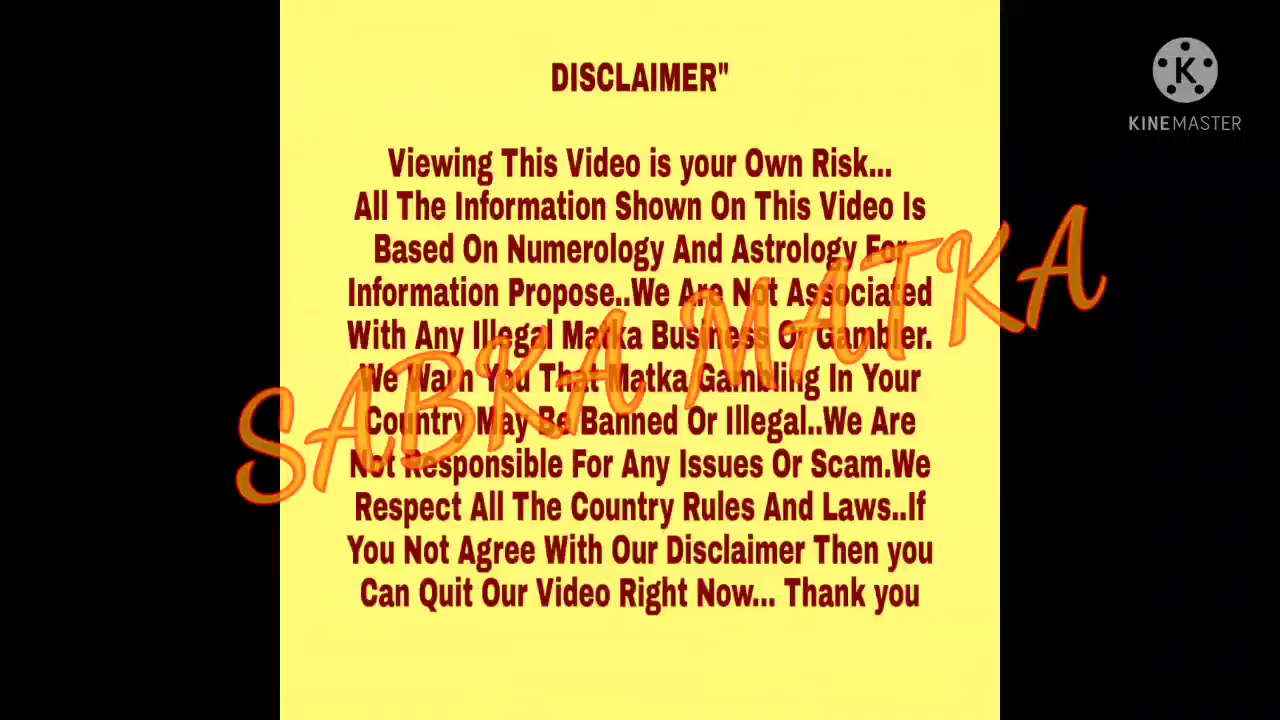 DISCLAIMER"
Viewing This Video is your Own Risk...
All The Information Shown On This Video Is
Based On Numerology And Astrology For
Information Propose..We Are Not Associated
With Any Illegal Matka Business Or Gambler.
We Warn You That Matka Gambling In Your
Country May Be Banned Or Illegal..We Are
Not Responsible For Any Issues Or Scam.We
Respect All The Country Rules And Laws..If
You Not Agree With Our Disclaimer Then you
Can Quit Our Video Right Now... Thank you
SABKA MATKA
K
KINEMASTER